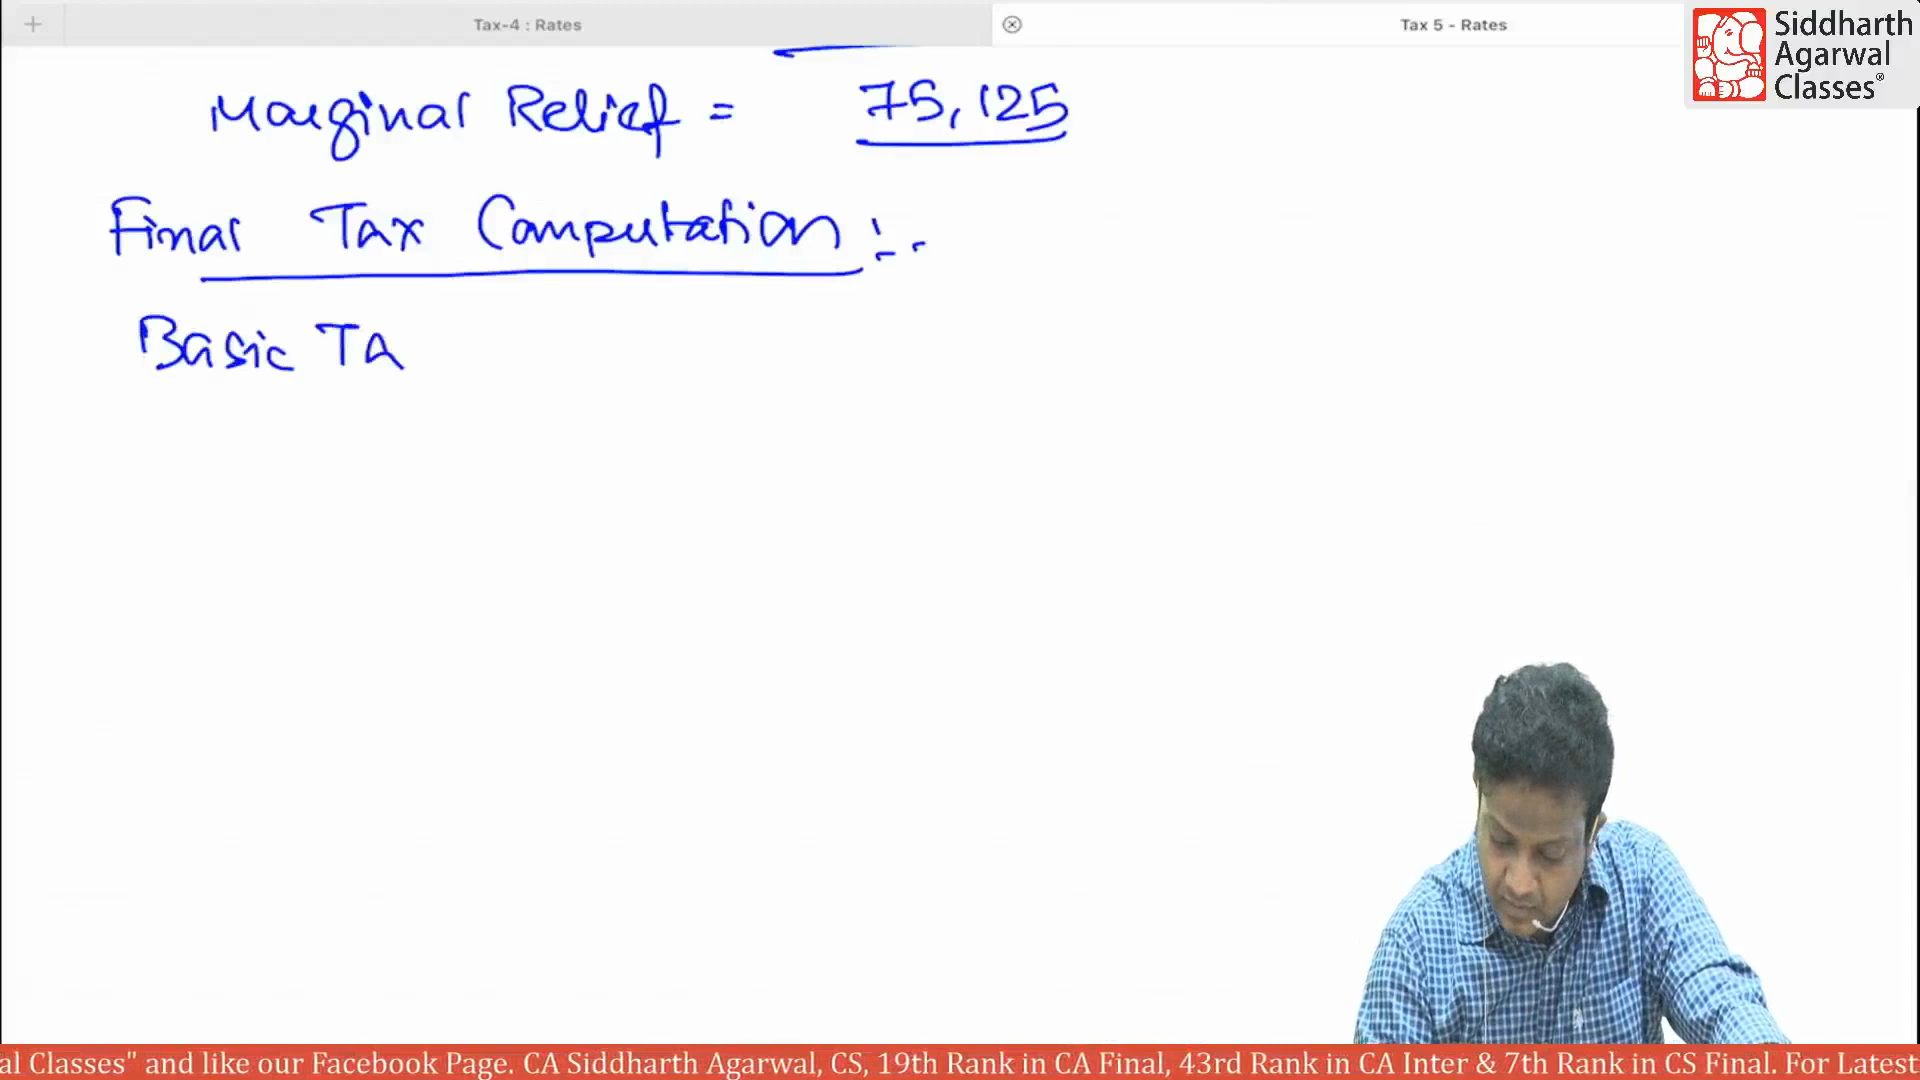 Tax-4 : Rates
Tax 5 - Rates
Siddharth
Agarwal
Classes®
Marginal Relief = 75,125
Final Tax Computation :-
Basic Ta
al Classes" and like our Facebook Page. CA Siddharth Agarwal, CS, 19th Rank in CA Final, 43rd Rank in CA Inter & 7th Rank in CS Final. For Latest